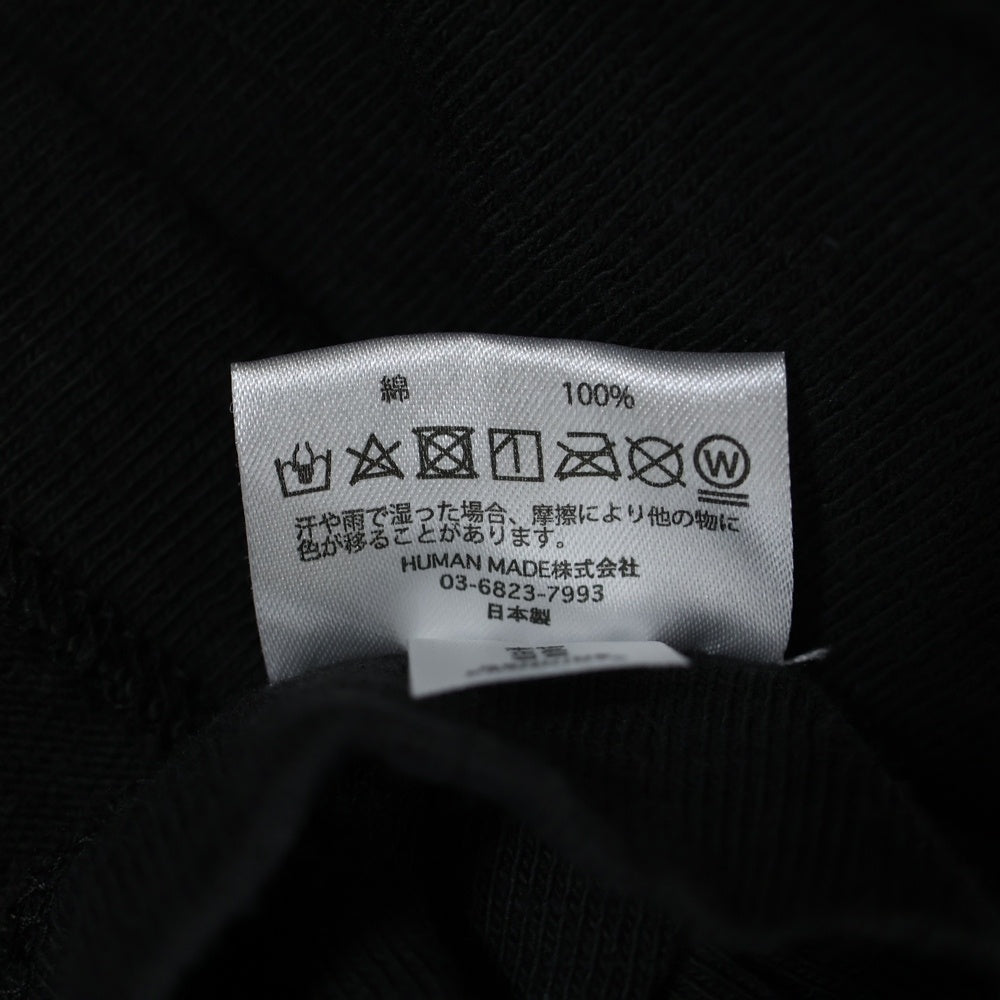 綿 100%
W
汗や雨で湿った場合、摩擦により他の物に
色が移ることがあります。
HUMAN MADE株式会社
03-6823-7993
日本製